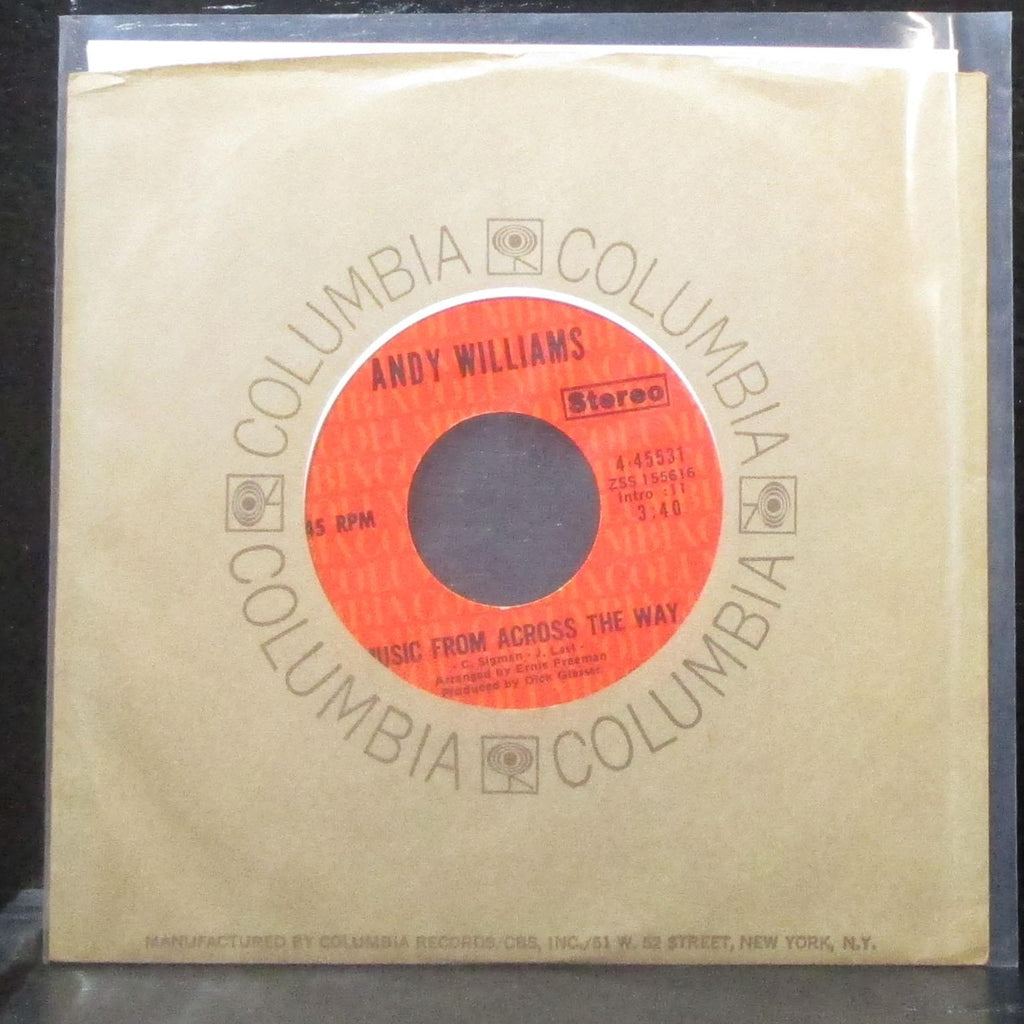 COLUMBIA
COLUMBIA
COLUMBIA
COLUMBIA
ANDY WILLIAMS
Stereo
4-45531
ZSS 155616
Intro :11
3:40
45 RPM
MUSIC FROM ACROSS THE WAY
- C. Sigman - J. Last -
Arranged by Ernie Freeman
Produced by Dick Glasser
MANUFACTURED BY COLUMBIA RECORDS/CBS, INC./51 W. 52 STREET, NEW YORK, N.Y.